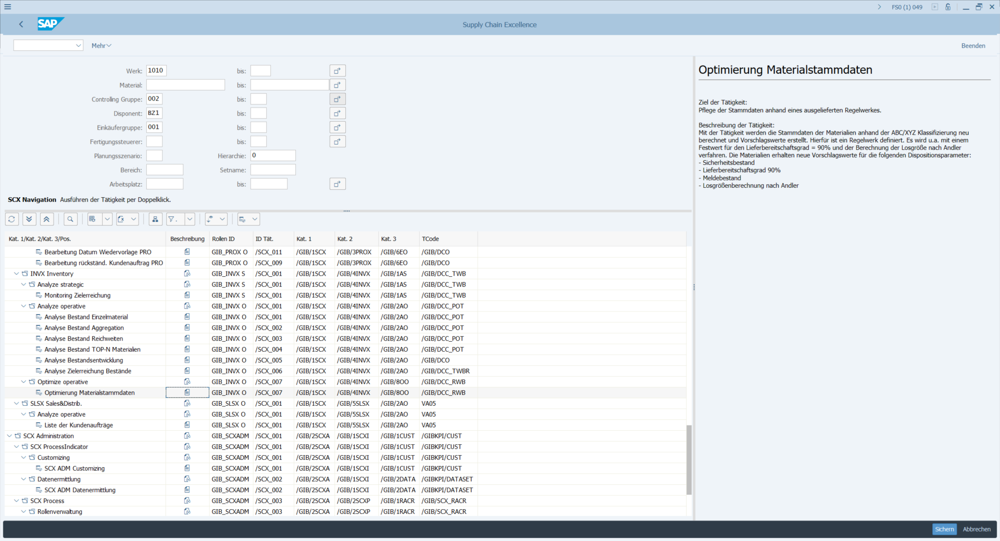 FS0 (1) 049
SAP
Supply Chain Excellence
Mehr
Beenden
Werk: 1010 bis:
Material: bis:
Controlling Gruppe: 002 bis:
Disponent: BZ1 bis:
Einkäufergruppe: 001 bis:
Fertigungssteuerer: bis:
Planungsszenario: Hierarchie: 0
Bereich: Setname:
Arbeitsplatz: bis:
SCX Navigation Ausführen der Tätigkeit per Doppelklick.
Kat. 1/Kat. 2/Kat. 3/Pos. Beschreibung Rollen ID ID Tät. Kat. 1 Kat. 2 Kat. 3 TCode
Bearbeitung Datum Wiedervorlage PRO GIB_PROX O /SCX_011 /GIB/1SCX /GIB/3PROX /GIB/6EO /GIB/DCO
Bearbeitung rückständ. Kundenauftrag PRO GIB_PROX O /SCX_009 /GIB/1SCX /GIB/3PROX /GIB/6EO /GIB/DCO
INVX Inventory GIB_INVX S /SCX_001 /GIB/1SCX /GIB/4INVX /GIB/1AS /GIB/DCC_TWB
Analyze strategic GIB_INVX S /SCX_001 /GIB/1SCX /GIB/4INVX /GIB/1AS /GIB/DCC_TWB
Monitoring Zielerreichung GIB_INVX S /SCX_001 /GIB/1SCX /GIB/4INVX /GIB/1AS /GIB/DCC_TWB
Analyze operative GIB_INVX O /SCX_001 /GIB/1SCX /GIB/4INVX /GIB/2AO /GIB/DCC_POT
Analyse Bestand Einzelmaterial GIB_INVX O /SCX_001 /GIB/1SCX /GIB/4INVX /GIB/2AO /GIB/DCC_POT
Analyse Bestand Aggregation GIB_INVX O /SCX_002 /GIB/1SCX /GIB/4INVX /GIB/2AO /GIB/DCC_POT
Analyse Bestand Reichweiten GIB_INVX O /SCX_003 /GIB/1SCX /GIB/4INVX /GIB/2AO /GIB/DCC_POT
Analyse Bestand TOP-N Materialien GIB_INVX O /SCX_004 /GIB/1SCX /GIB/4INVX /GIB/2AO /GIB/DCC_POT
Analyse Bestandsentwicklung GIB_INVX O /SCX_005 /GIB/1SCX /GIB/4INVX /GIB/2AO /GIB/DCO
Analyse Zielerreichung Bestände GIB_INVX O /SCX_006 /GIB/1SCX /GIB/4INVX /GIB/2AO /GIB/DCC_TWBR
Optimize operative GIB_INVX O /SCX_007 /GIB/1SCX /GIB/4INVX /GIB/8OO /GIB/DCC_RWB
Optimierung Materialstammdaten GIB_INVX O /SCX_007 /GIB/1SCX /GIB/4INVX /GIB/8OO /GIB/DCC_RWB
SLSX Sales&Distrib. GIB_SLSX O /SCX_001 /GIB/1SCX /GIB/5SLSX /GIB/2AO VA05
Analyze operative GIB_SLSX O /SCX_001 /GIB/1SCX /GIB/5SLSX /GIB/2AO VA05
Liste der Kundenaufträge GIB_SLSX O /SCX_001 /GIB/1SCX /GIB/5SLSX /GIB/2AO VA05
SCX Administration GIB_SCXADM /SCX_001 /GIB/2SCXA /GIB/1SCXI /GIB/1CUST /GIBKPI/CUST
SCX ProcessIndicator GIB_SCXADM /SCX_001 /GIB/2SCXA /GIB/1SCXI /GIB/1CUST /GIBKPI/CUST
Customizing GIB_SCXADM /SCX_001 /GIB/2SCXA /GIB/1SCXI /GIB/1CUST /GIBKPI/CUST
SCX ADM Customizing GIB_SCXADM /SCX_001 /GIB/2SCXA /GIB/1SCXI /GIB/1CUST /GIBKPI/CUST
Datenermittlung GIB_SCXADM /SCX_002 /GIB/2SCXA /GIB/1SCXI /GIB/2DATA /GIBKPI/DATASET
SCX ADM Datenermittlung GIB_SCXADM /SCX_002 /GIB/2SCXA /GIB/1SCXI /GIB/2DATA /GIBKPI/DATASET
SCX Process GIB_SCXADM /SCX_003 /GIB/2SCXA /GIB/2SCXP /GIB/1RACR /GIB/SCX_RACR
Rollenverwaltung GIB_SCXADM /SCX_003 /GIB/2SCXA /GIB/2SCXP /GIB/1RACR /GIB/SCX_RACR
Optimierung Materialstammdaten
Ziel der Tätigkeit:
Pflege der Stammdaten anhand eines ausgelieferten Regelwerkes.
Beschreibung der Tätigkeit:
Mit der Tätigkeit werden die Stammdaten der Materialien anhand der ABC/XYZ Klassifizierung neu
berechnet und Vorschlagswerte erstellt. Hierfür ist ein Regelwerk definiert. Es wird u.a. mit einem
Festwert für den Lieferbereitschaftsgrad = 90% und der Berechnung der Losgröße nach Andler
verfahren. Die Materialien erhalten neue Vorschlagswerte für die folgenden Dispositionsparameter:
- Sicherheitsbestand
- Lieferbereitschaftsgrad 90%
- Meldebestand
- Losgrößenberechnung nach Andler
Sichern Abbrechen